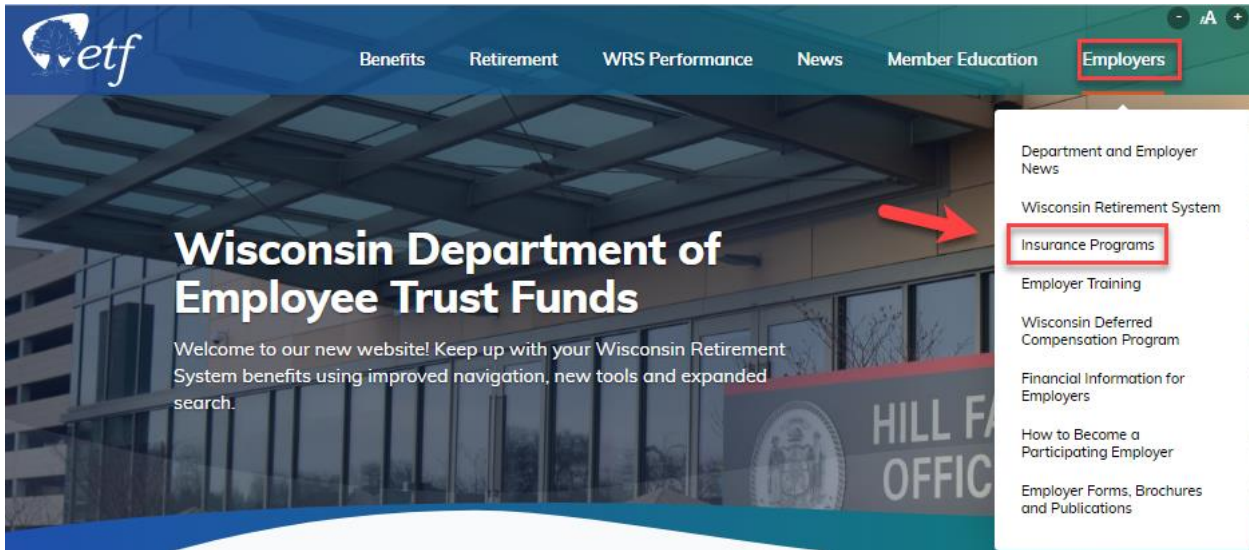 etf
- AA +
Benefits Retirement WRS Performance News Member Education Employers
Department and Employer
News
Wisconsin Retirement System
Insurance Programs
Employer Training
Wisconsin Deferred
Compensation Program
Financial Information for
Employers
How to Become a
Participating Employer
Employer Forms, Brochures
and Publications
Wisconsin Department of
Employee Trust Funds
Welcome to our new website! Keep up with your Wisconsin Retirement
System benefits using improved navigation, new tools and expanded
search.
HILL